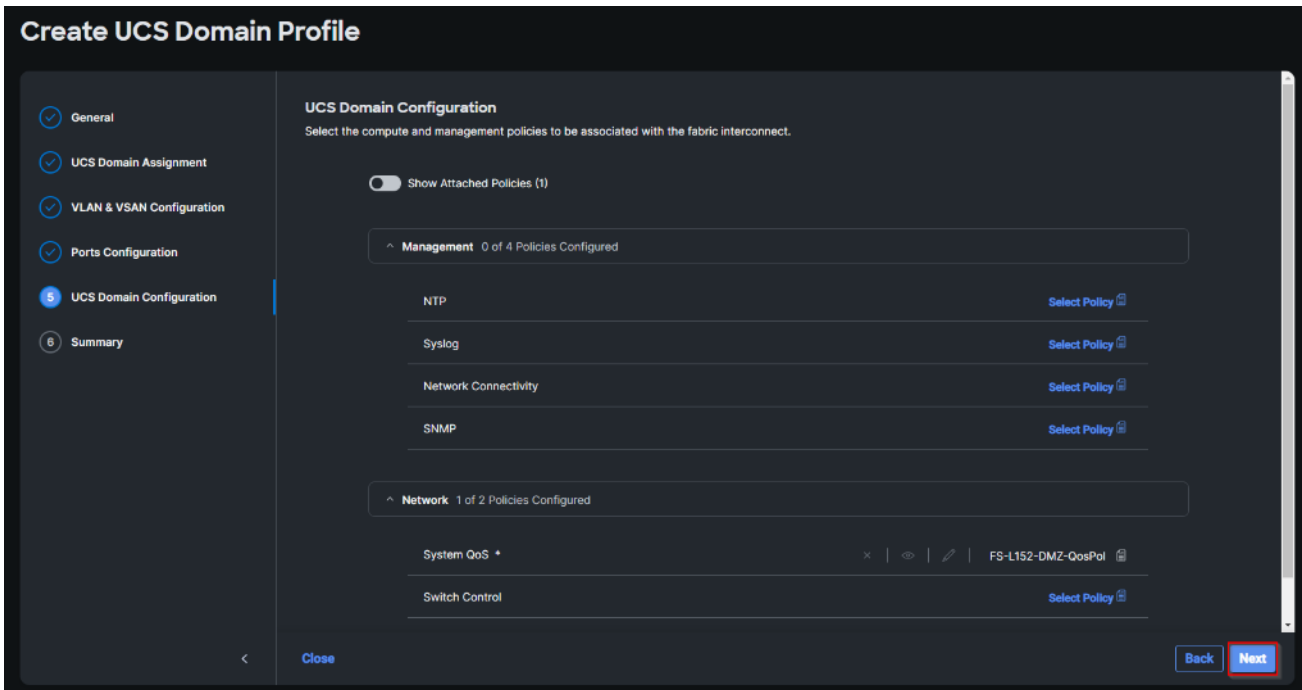 Create UCS Domain Profile
General
UCS Domain Assignment
VLAN & VSAN Configuration
Ports Configuration
5 UCS Domain Configuration
6 Summary
UCS Domain Configuration
Select the compute and management policies to be associated with the fabric interconnect.
Show Attached Policies (1)
Management 0 of 4 Policies Configured
NTP Select Policy
Syslog Select Policy
Network Connectivity Select Policy
SNMP Select Policy
Network 1 of 2 Policies Configured
System QoS * FS-L152-DMZ-QosPol
Switch Control Select Policy
Close Back Next